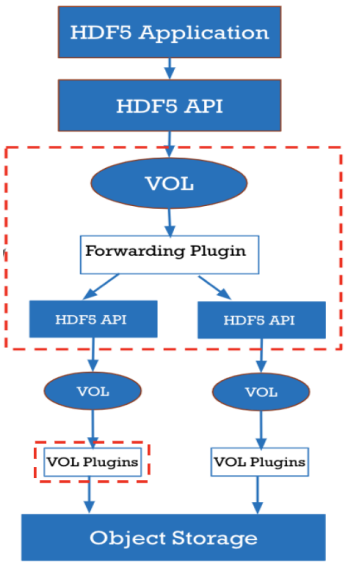 HDF5 Application
HDF5 API
VOL
Forwarding Plugin
HDF5 API
HDF5 API
VOL
VOL
VOL Plugins
VOL Plugins
Object Storage